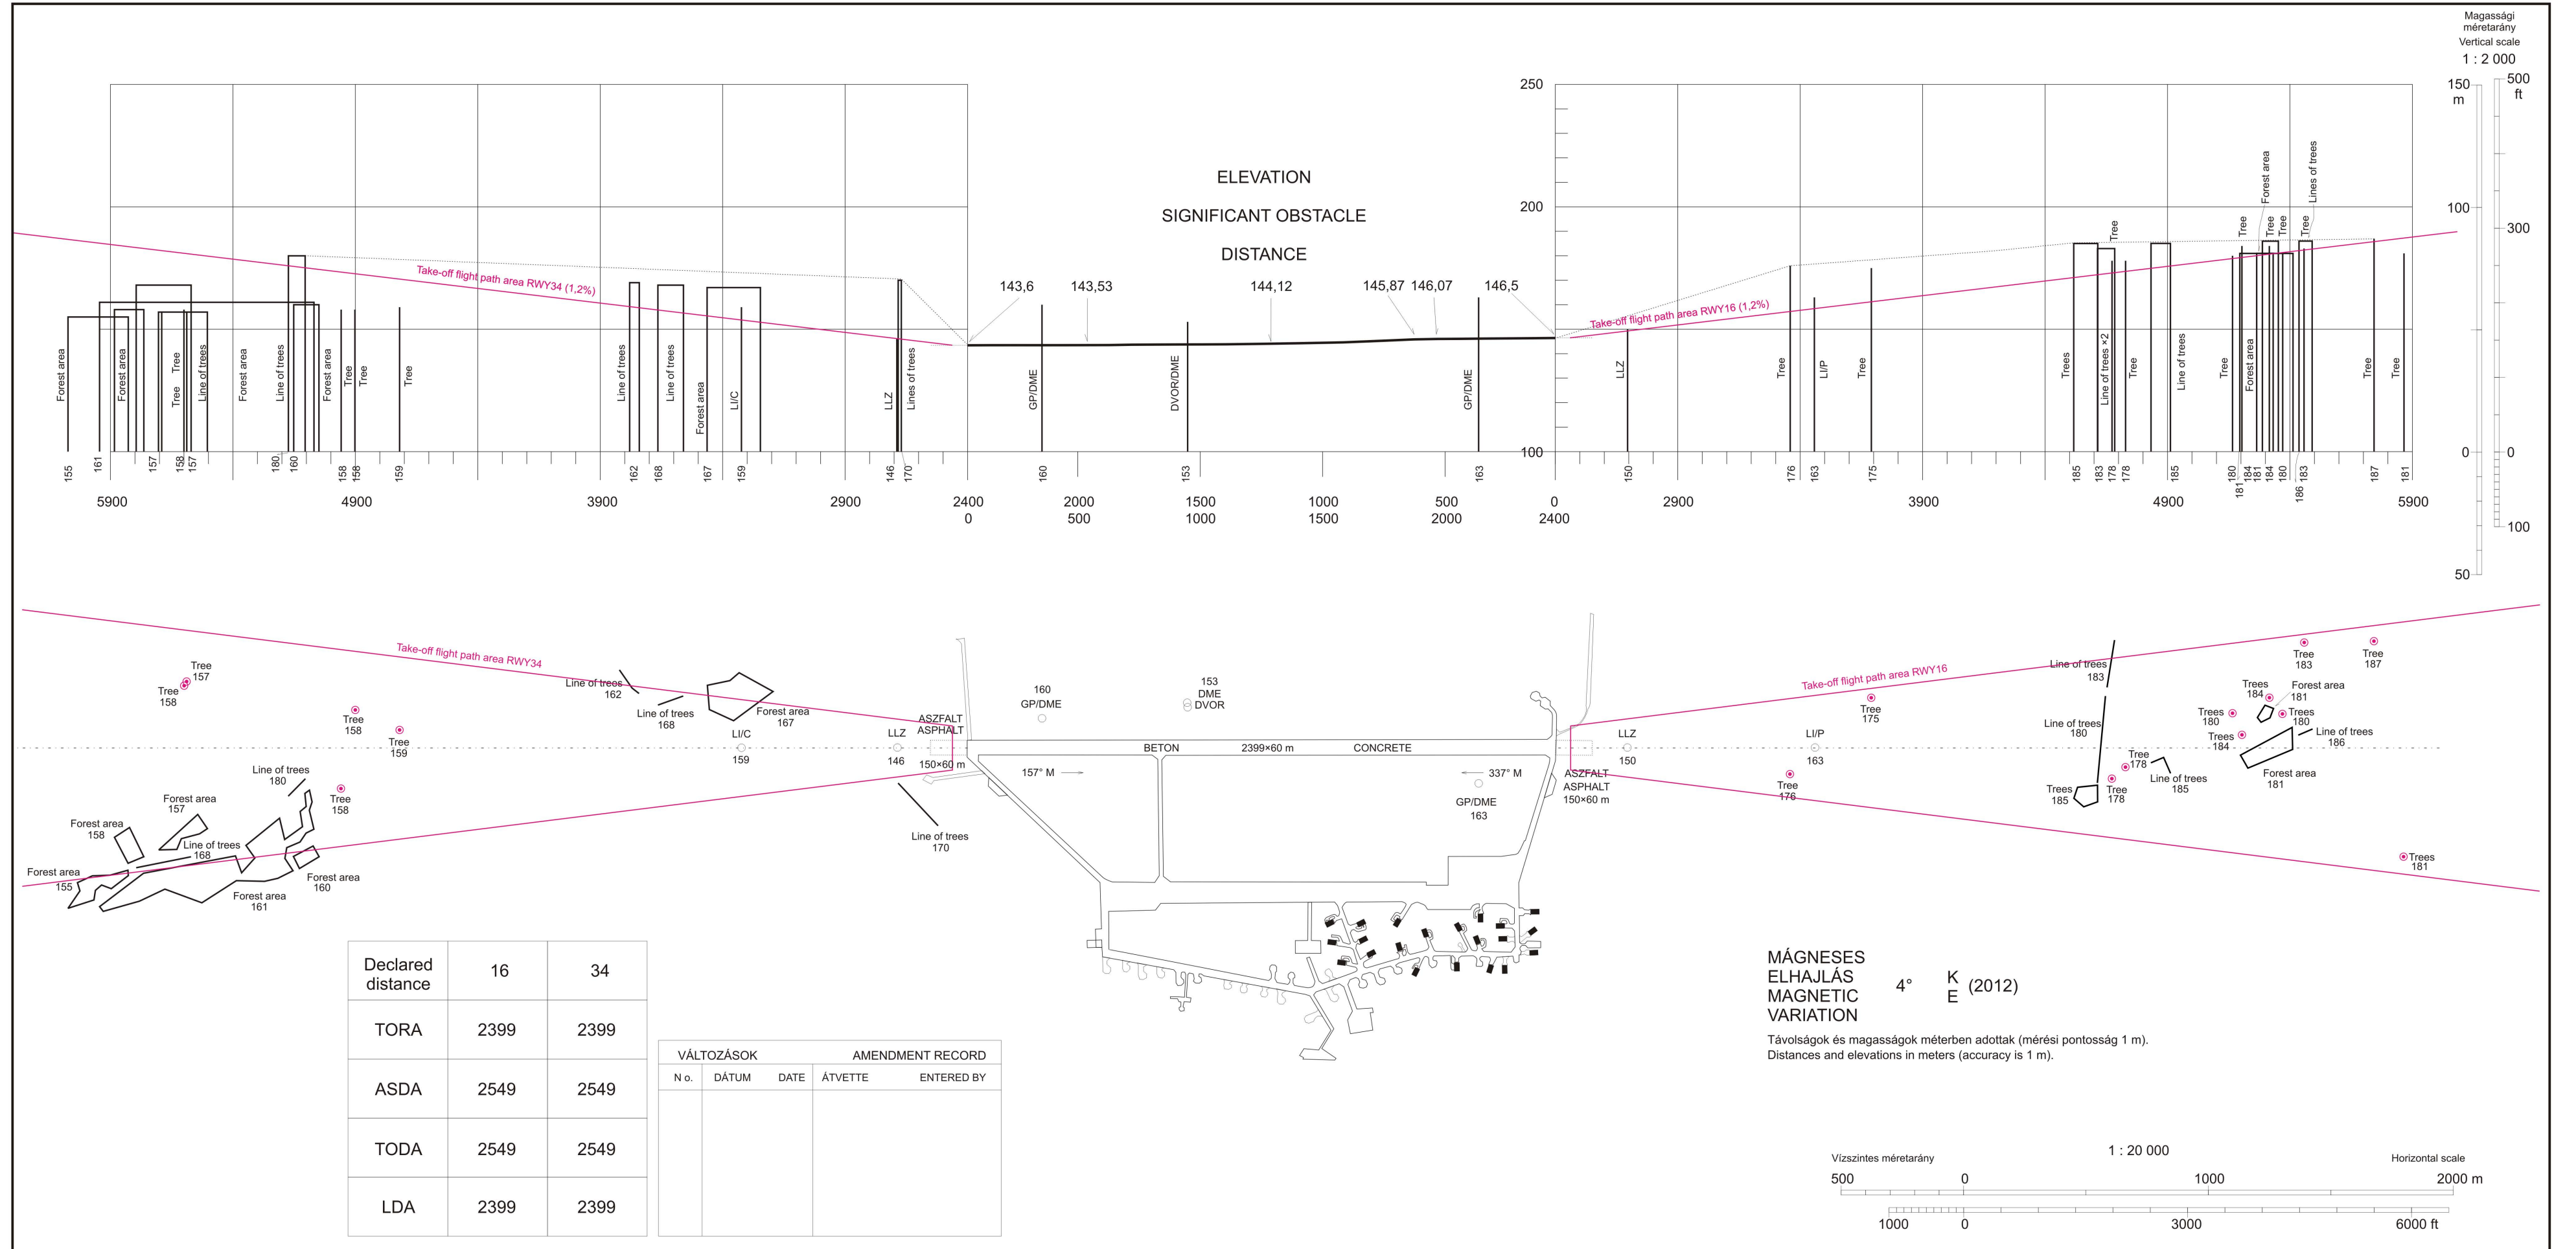 Magassági
méretarány
Vertical scale
1 : 2 000
250
200
100
150
m
100
0
50
500
ft
300
0
100
ELEVATION
SIGNIFICANT OBSTACLE
DISTANCE
Take-off flight path area RWY34 (1,2%)
143,6
143,53
144,12
145,87
146,07
146,5
Take-off flight path area RWY16 (1,2%)
Forest area
Forest area
Tree
Tree
Line of trees
Forest area
Line of trees
Forest area
Tree
Tree
Tree
Line of trees
Line of trees
Forest area
LI/C
LLZ
Lines of trees
GP/DME
DVOR/DME
GP/DME
LLZ
Tree
LI/P
Tree
Trees
Line of trees ×2
Tree
Tree
Line of trees
Tree
Forest area
Tree
Forest area
Tree
Tree
Tree
Lines of trees
Tree
Tree
155
161
157
158
157
180
160
158
158
159
162
168
167
159
146
170
160
153
163
150
176
163
175
185
183
178
178
185
180
181
184
181
184
180
186
183
187
181
5900
4900
3900
2900
2400
2000
1500
1000
500
0
2900
3900
4900
5900
0
500
1000
1500
2000
2400
Take-off flight path area RWY34
Take-off flight path area RWY16
Tree
157
Tree
158
Tree
158
Tree
159
Line of trees
162
Line of trees
168
Forest area
167
LI/C
159
LLZ
146
ASZFALT
ASPHALT
150×60 m
160
GP/DME
153
DME
DVOR
BETON 2399×60 m CONCRETE
157° M
337° M
GP/DME
163
ASZFALT
ASPHALT
150×60 m
LLZ
150
Tree
176
LI/P
163
Tree
175
Line of trees
183
Line of trees
180
Trees
185
Tree
178
Tree
178
Line of trees
185
Trees
180
Trees
184
Trees
184
Forest area
181
Trees
180
Line of trees
186
Forest area
181
Tree
183
Tree
187
Trees
181
Line of trees
180
Tree
158
Forest area
157
Forest area
158
Line of trees
168
Forest area
155
Forest area
160
Forest area
161
Line of trees
170
Declared
distance
16
34
TORA 2399 2399
ASDA 2549 2549
TODA 2549 2549
LDA 2399 2399
VÁLTOZÁSOK AMENDMENT RECORD
N o. DÁTUM DATE ÁTVETTE ENTERED BY
MÁGNESES
ELHAJLÁS
MAGNETIC
VARIATION
4°
K
E
(2012)
Távolságok és magasságok méterben adottak (mérési pontosság 1 m).
Distances and elevations in meters (accuracy is 1 m).
1 : 20 000
Vízszintes méretarány Horizontal scale
500 0 1000 2000 m
1000 0 3000 6000 ft